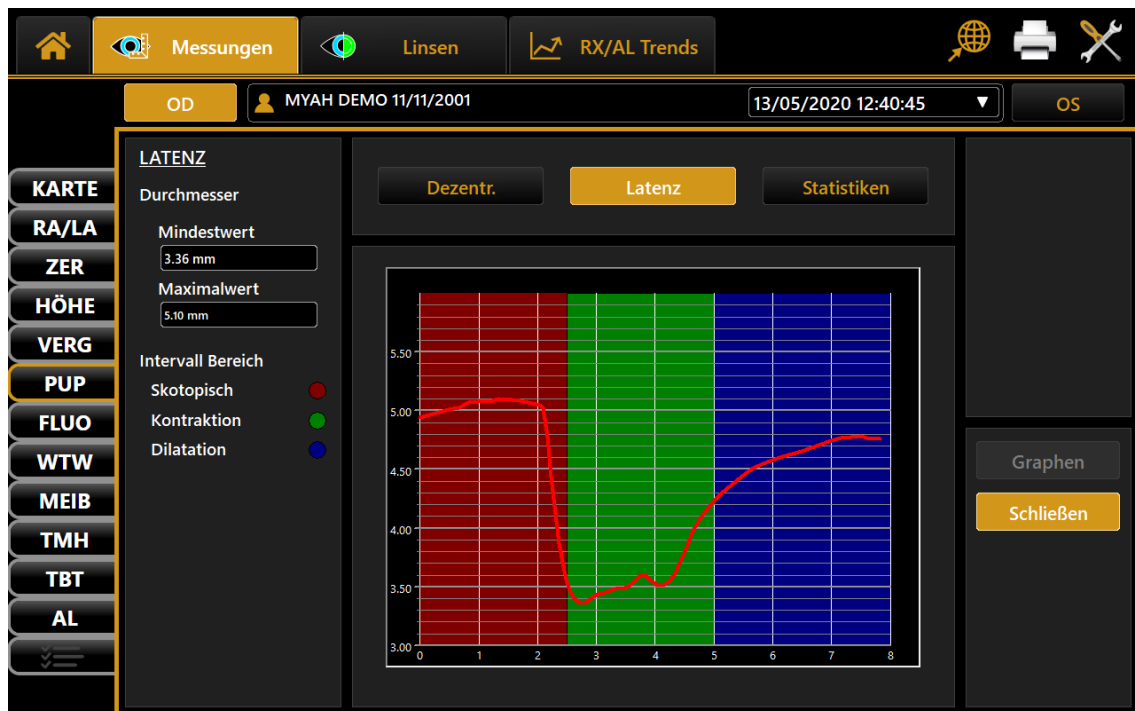 Messungen Linsen RX/AL Trends
OD MYAH DEMO 11/11/2001 13/05/2020 12:40:45 ▼ OS
KARTE
RA/LA
ZER
HÖHE
VERG
PUP
FLUO
WTW
MEIB
TMH
TBT
AL
LATENZ
Durchmesser
Mindestwert
3.36 mm
Maximalwert
5.10 mm
Intervall Bereich
Skotopisch
Kontraktion
Dilatation
Dezentr. Latenz Statistiken
5.50
5.00
4.50
4.00
3.50
3.00
0 1 2 3 4 5 6 7 8
Graphen
Schließen